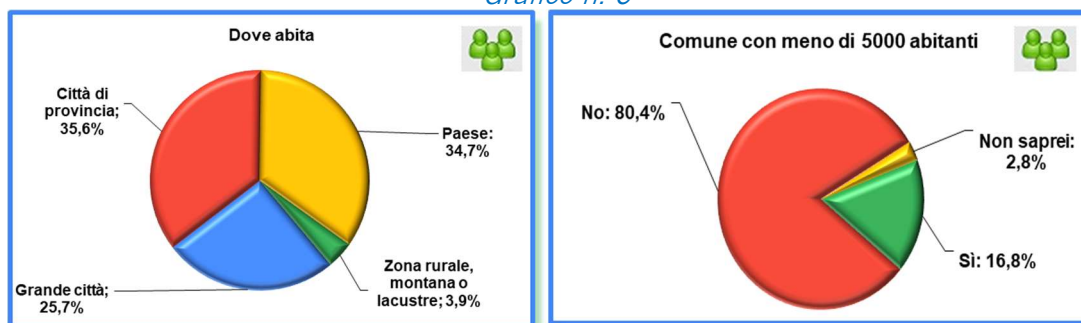 Dove abita
Città di
provincia;
35,6%
Paese:
34,7%
Zona rurale,
montana o
lacustre; 3,9%
Grande città;
25,7%
Comune con meno di 5000 abitanti
No: 80,4%
Non saprei:
2,8%
Sì: 16,8%